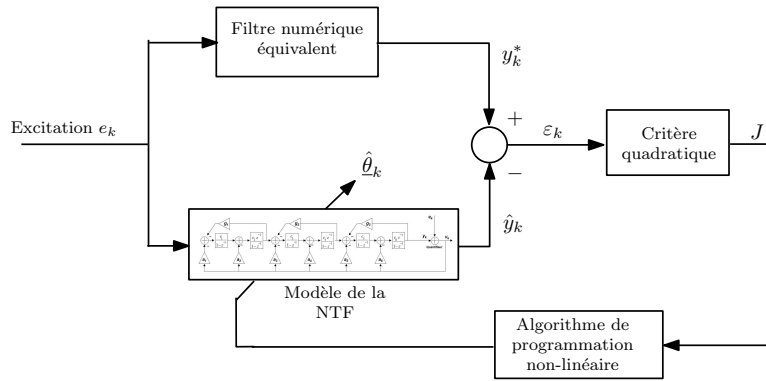 Filtre numérique
équivalent
y*ₖ
Excitation eₖ
+
εₖ
−
Critère
quadratique
J
θ̲̂ₖ
ŷₖ
Modèle de la
NTF
Algorithme de
programmation
non-linéaire